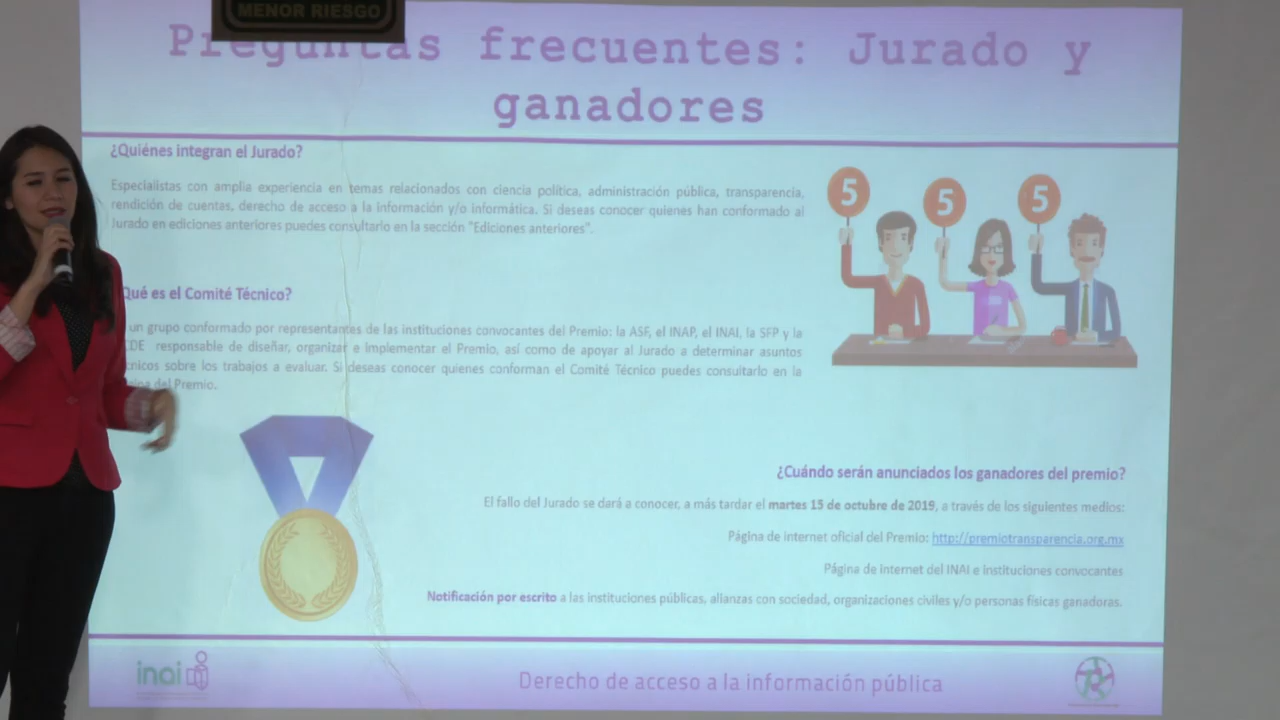 MENOR RIESGO
Preguntas frecuentes: Jurado y
ganadores
¿Quiénes integran el Jurado?
Especialistas con amplia experiencia en temas relacionados con ciencia política, administración pública, transparencia,
rendición de cuentas, derecho de acceso a la información y/o informática. Si deseas conocer quienes han conformado al
Jurado en ediciones anteriores puedes consultarlo en la sección "Ediciones anteriores".
5 5 5
Qué es el Comité Técnico?
un grupo conformado por representantes de las instituciones convocantes del Premio: la ASF, el INAP, el INAI, la SFP y la
responsable de diseñar, organizar e implementar el Premio, así como de apoyar al Jurado a determinar asuntos
sobre los trabajos a evaluar. Si deseas conocer quienes conforman el Comité Técnico puedes consultarlo en la
del Premio.
¿Cuándo serán anunciados los ganadores del premio?
El fallo del Jurado se dará a conocer, a más tardar el martes 15 de octubre de 2019, a través de los siguientes medios:
Página de internet oficial del Premio: http://premiotransparencia.org.mx
Página de internet del INAI e instituciones convocantes
Notificación por escrito a las instituciones públicas, alianzas con sociedad, organizaciones civiles y/o personas físicas ganadoras.
inai
Derecho de acceso a la información pública